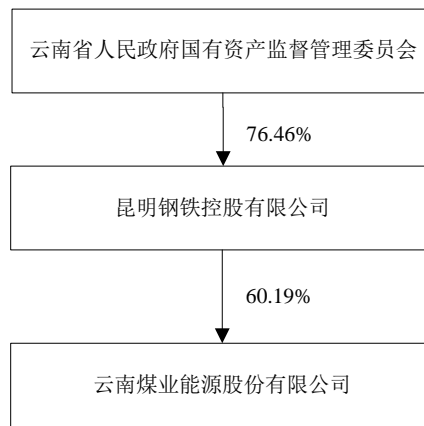 云南省人民政府国有资产监督管理委员会
76.46%
昆明钢铁控股有限公司
60.19%
云南煤业能源股份有限公司